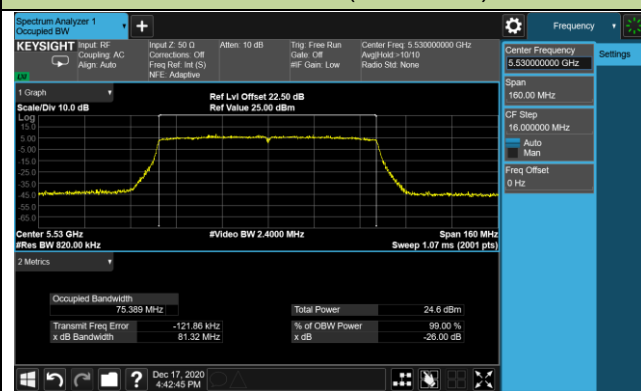 Spectrum Analyzer 1
Occupied BW
Frequency
KEYSIGHT
Input: RF
Coupling: AC
Align: Auto
Input Z: 50 Ω
Corrections: Off
Freq Ref: Int (S)
NFE: Adaptive
Atten: 10 dB
Trig: Free Run
Gate: Off
#IF Gain: Low
Center Freq: 5.530000000 GHz
Avg|Hold:>10/10
Radio Std: None
Center Frequency
5.530000000 GHz
Settings
Span
160.00 MHz
CF Step
16.000000 MHz
Auto
Man
Freq Offset
0 Hz
1 Graph
Scale/Div 10.0 dB
Ref Lvl Offset 22.50 dB
Ref Value 25.00 dBm
Log
15.0
5.00
-5.00
-15.0
-25.0
-35.0
-45.0
-55.0
-65.0
Center 5.53 GHz
#Res BW 820.00 kHz
#Video BW 2.4000 MHz
Span 160 MHz
Sweep 1.07 ms (2001 pts)
2 Metrics
Occupied Bandwidth
75.389 MHz
Total Power 24.6 dBm
Transmit Freq Error -121.86 kHz
% of OBW Power 99.00 %
x dB Bandwidth 81.32 MHz
x dB -26.00 dB
?
Dec 17, 2020
4:42:45 PM